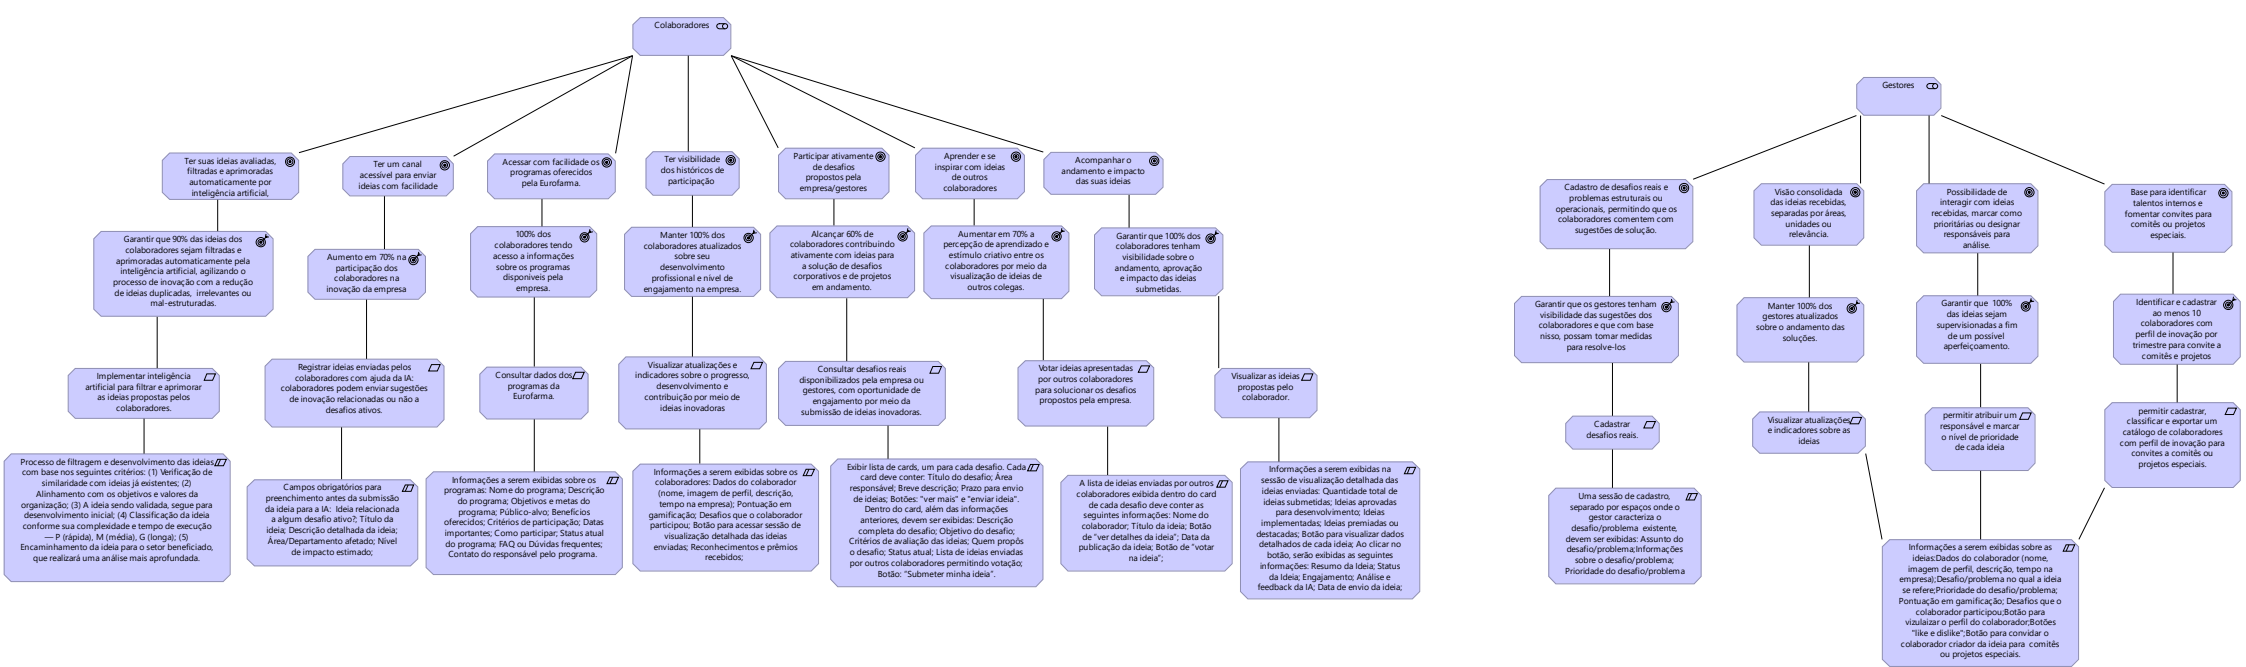 Colaboradores
Ter suas ideias avaliadas,
filtradas e aprimoradas
automaticamente por
inteligência artificial,
Ter um canal
acessível para enviar
ideias com facilidade
Acessar com facilidade os
programas oferecidos
pela Eurofarma.
Ter visibilidade
dos históricos de
participação
Participar ativamente
de desafios
propostos pela
empresa/gestores
Aprender e se
inspirar com ideias
de outros
colaboradores
Acompanhar o
andamento e impacto
das suas ideias
Garantir que 90% das ideias dos
colaboradores sejam filtradas e
aprimoradas automaticamente pela
inteligência artificial, agilizando o
processo de inovação com a redução
de ideias duplicadas, irrelevantes ou
mal-estruturadas.
Aumento em 70% na
participação dos
colaboradores na
inovação da empresa
100% dos
colaboradores tendo
acesso a informações
sobre os programas
disponíveis pela
empresa.
Manter 100% dos
colaboradores atualizados
sobre seu
desenvolvimento
profissional e nível de
engajamento na empresa.
Alcançar 60% de
colaboradores contribuindo
ativamente com ideias para
a solução de desafios
corporativos e de projetos
em andamento.
Aumentar em 70% a
percepção de aprendizado e
estímulo criativo entre os
colaboradores por meio da
visualização de ideias de
outros colegas.
Garantir que 100% dos
colaboradores tenham
visibilidade sobre o
andamento, aprovação
e impacto das ideias
submetidas.
Implementar inteligência
artificial para filtrar e aprimorar
as ideias propostas pelos
colaboradores.
Registrar ideias enviadas pelos
colaboradores com ajuda da IA:
colaboradores podem enviar sugestões
de inovação relacionadas ou não a
desafios ativos.
Consultar dados dos
programas da
Eurofarma.
Visualizar atualizações e
indicadores sobre o progresso,
desenvolvimento e
contribuição por meio de
ideias inovadoras
Consultar desafios reais
disponibilizados pela empresa ou
gestores, com oportunidade de
engajamento por meio da
submissão de ideias inovadoras.
Votar ideias apresentadas
por outros colaboradores
para solucionar os desafios
propostos pela empresa.
Visualizar as ideias
propostas pelo
colaborador.
Processo de filtragem e desenvolvimento das ideias
com base nos seguintes critérios: (1) Verificação de
similaridade com ideias já existentes; (2)
Alinhamento com os objetivos e valores da
organização; (3) A ideia sendo validada, segue para
desenvolvimento inicial; (4) Classificação da ideia
conforme sua complexidade e tempo de execução
— P (rápida), M (média), G (longa); (5)
Encaminhamento da ideia para o setor beneficiado,
que realizará uma análise mais aprofundada.
Campos obrigatórios para
preenchimento antes da submissão
da ideia para a IA: Ideia relacionada
a algum desafio ativo?; Título da
ideia; Descrição detalhada da ideia;
Área/Departamento afetado; Nível
de impacto estimado;
Informações a serem exibidas sobre os
programas: Nome do programa; Descrição
do programa; Objetivos e metas do
programa; Público-alvo; Benefícios
oferecidos; Critérios de participação; Datas
importantes; Como participar; Status atual
do programa; FAQ ou Dúvidas frequentes;
Contato do responsável pelo programa.
Informações a serem exibidas sobre os
colaboradores: Dados do colaborador
(nome, imagem de perfil, descrição,
tempo na empresa); Pontuação em
gamificação; Desafios que o colaborador
participou; Botão para acessar sessão de
visualização detalhada das ideias
enviadas; Reconhecimentos e prêmios
recebidos;
Exibir lista de cards, um para cada desafio. Cada
card deve conter: Título do desafio; Área
responsável; Breve descrição; Prazo para envio
de ideias; Botões: "ver mais" e "enviar ideia".
Dentro do card, além das informações
anteriores, devem ser exibidas: Descrição
completa do desafio; Objetivo do desafio;
Critérios de avaliação das ideias; Quem propôs
o desafio; Status atual; Lista de ideias enviadas
por outros colaboradores permitindo votação;
Botão: "Submeter minha ideia".
A lista de ideias enviadas por outros
colaboradores exibida dentro do card
de cada desafio deve conter as
seguintes informações: Nome do
colaborador; Título da ideia; Botão
de "ver detalhes da ideia"; Data da
publicação da ideia; Botão de "votar
na ideia";
Informações a serem exibidas na
sessão de visualização detalhada das
ideias enviadas: Quantidade total de
ideias submetidas; Ideias aprovadas
para desenvolvimento; Ideias
implementadas; Ideias premiadas ou
destacadas; Botão para visualizar dados
detalhados de cada ideia; Ao clicar no
botão, serão exibidas as seguintes
informações: Resumo da Ideia; Status
da Ideia; Engajamento; Análise e
feedback da IA; Data de envio da ideia;
Gestores
Cadastro de desafios reais e
problemas estruturais ou
operacionais, permitindo que os
colaboradores comentem com
sugestões de solução.
Visão consolidada
das ideias recebidas,
separadas por áreas,
unidades ou
relevância.
Possibilidade de
interagir com ideias
recebidas, marcar como
prioritárias ou designar
responsáveis para
análise.
Base para identificar
talentos internos e
fomentar convites para
comitês ou projetos
especiais.
Garantir que os gestores tenham
visibilidade das sugestões dos
colaboradores e que com base
nisso, possam tomar medidas
para resolve-los
Manter 100% dos
gestores atualizados
sobre o andamento das
soluções.
Garantir que 100%
das ideias sejam
supervisionadas a fim
de um possível
aperfeiçoamento.
Identificar e cadastrar
ao menos 10
colaboradores com
perfil de inovação por
trimestre para convite a
comitês e projetos
Cadastrar
desafios reais.
Visualizar atualizações
e indicadores sobre as
ideias
permitir atribuir um
responsável e marcar
o nível de prioridade
de cada ideia
permitir cadastrar,
classificar e exportar um
catálogo de colaboradores
com perfil de inovação para
convites a comitês ou
projetos especiais.
Uma sessão de cadastro,
separado por espaços onde o
gestor caracteriza o
desafio/problema existente,
devem ser exibidas: Assunto do
desafio/problema;Informações
sobre o desafio/problema;
Prioridade do desafio/problema
Informações a serem exibidas sobre as
ideias:Dados do colaborador (nome,
imagem de perfil, descrição, tempo na
empresa);Desafio/problema no qual a ideia
se refere;Prioridade do desafio/problema;
Pontuação em gamificação; Desafios que o
colaborador participou;Botão para
vizulaizar o perfil do colaborador;Botões
"like e dislike";Botão para convidar o
colaborador criador da ideia para comitês
ou projetos especiais.